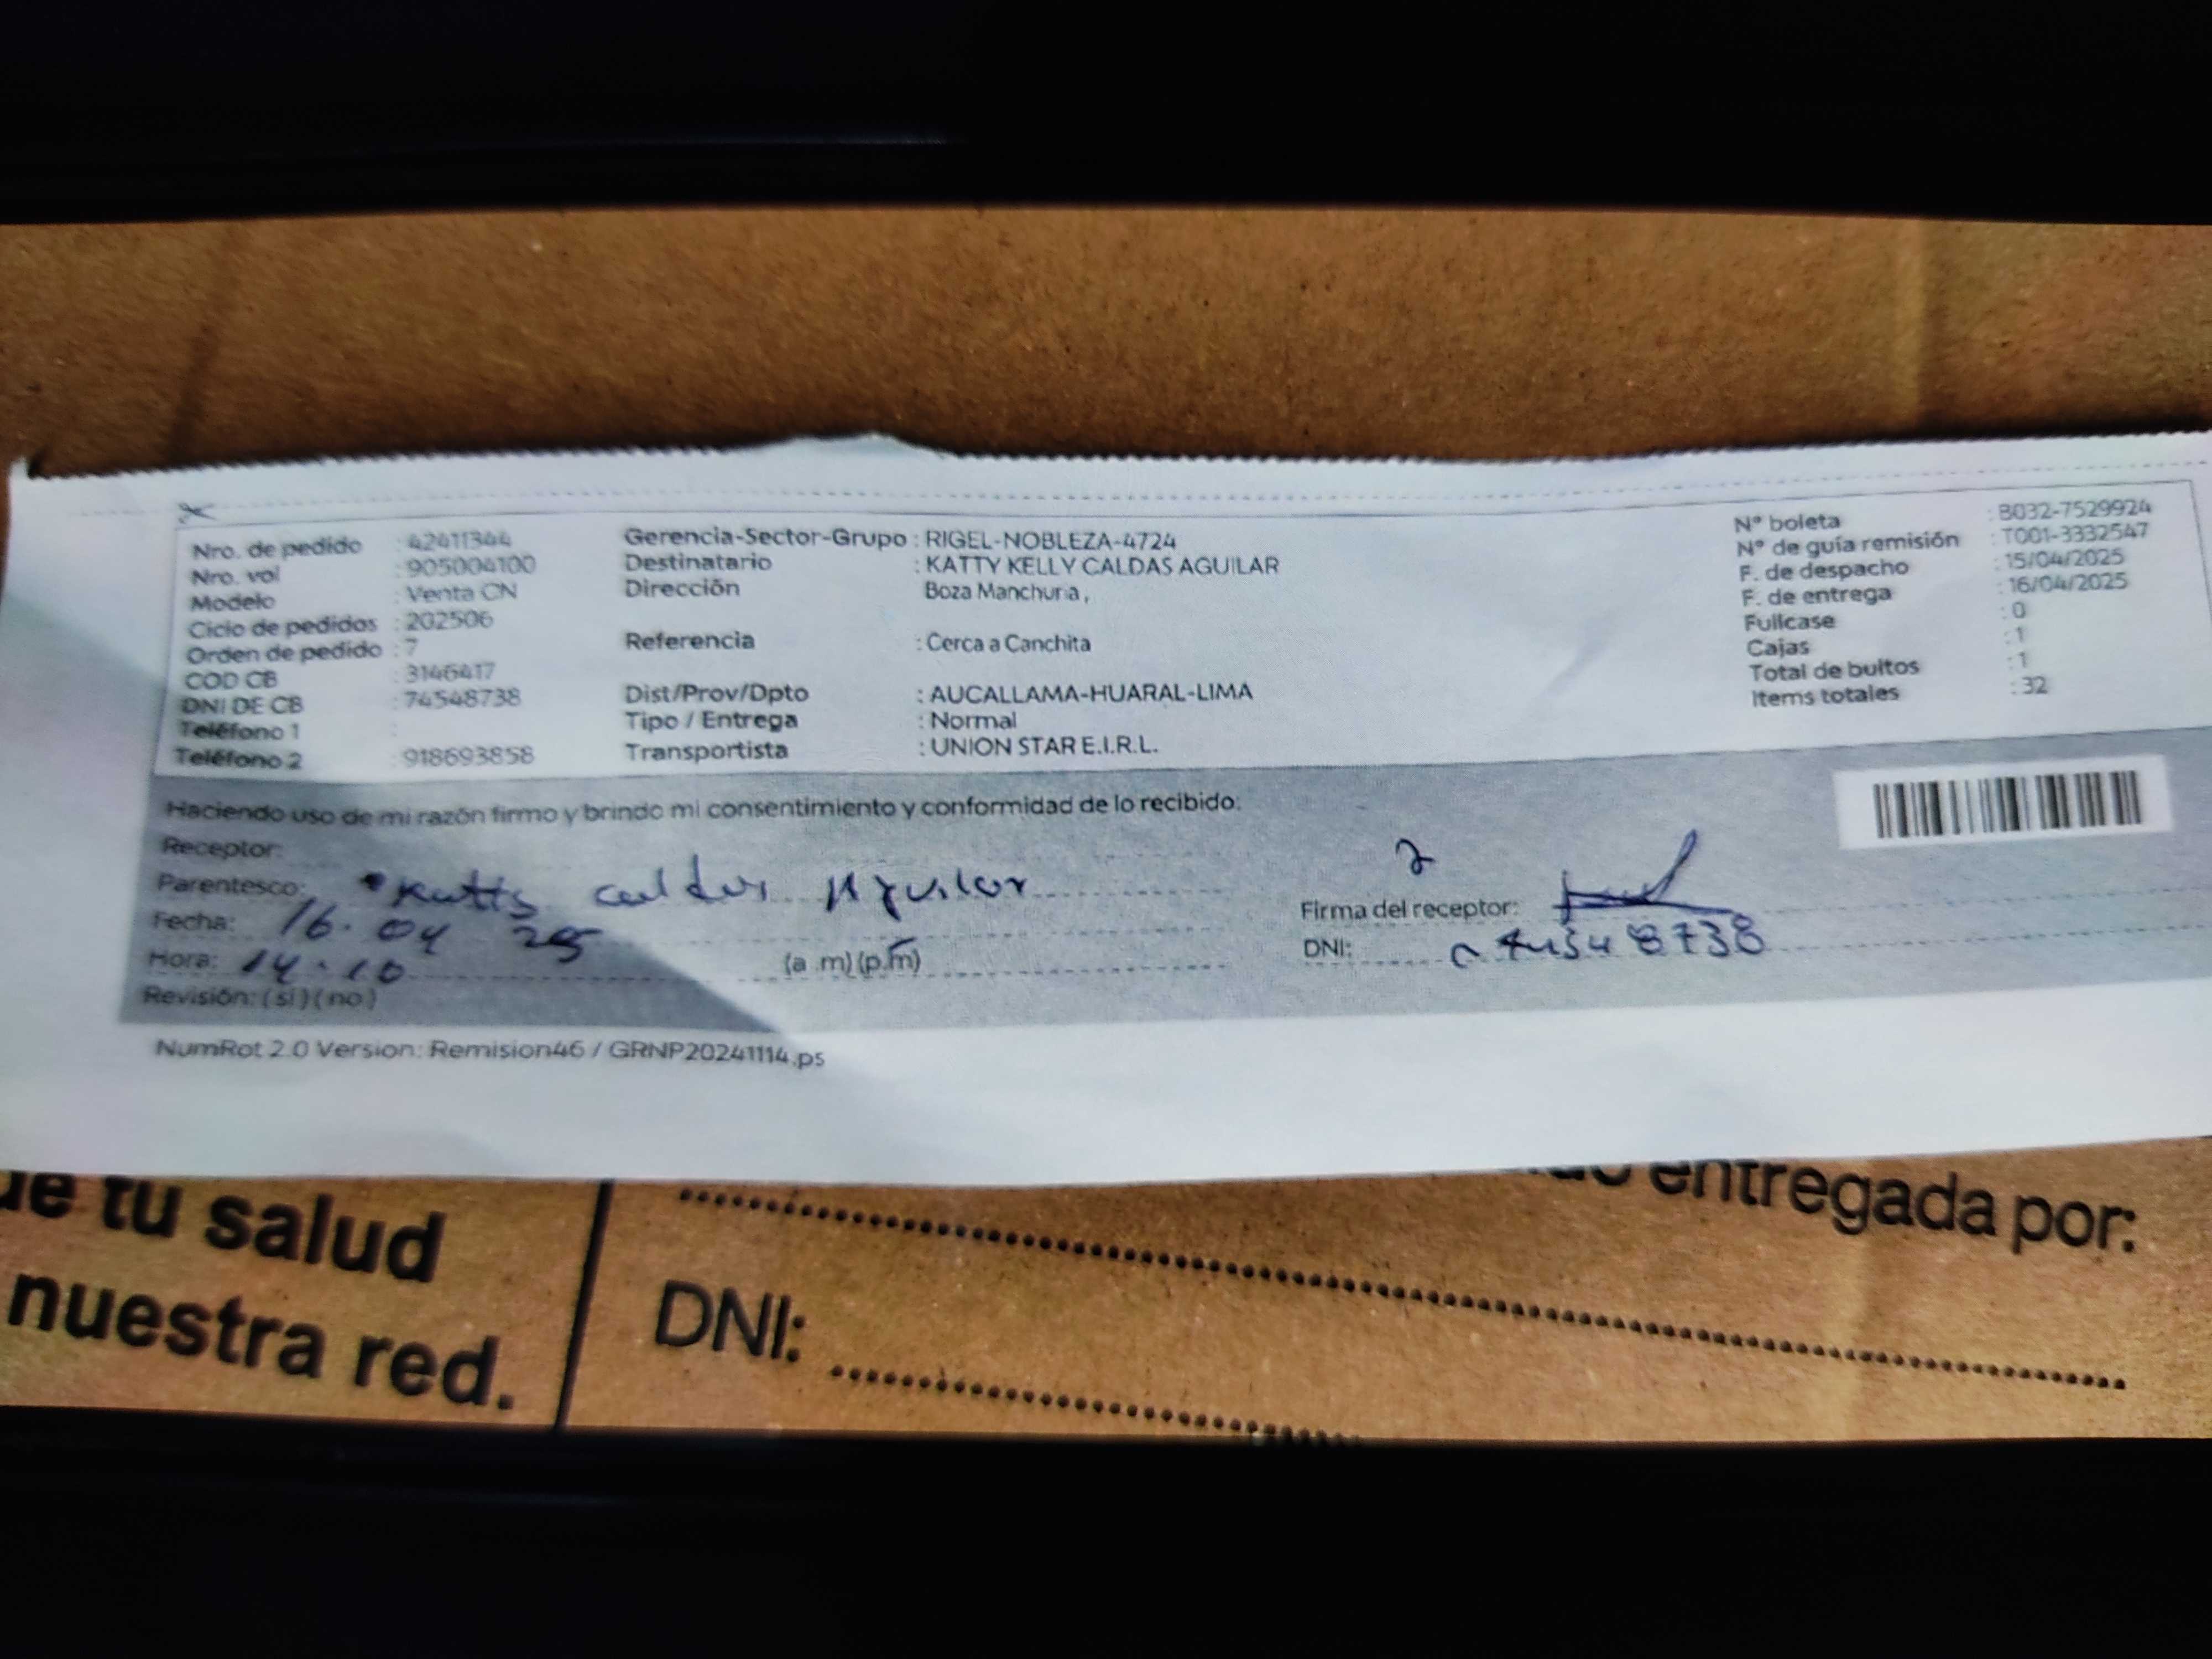 Nro. de pedido : 42411344
Nro. vol : 905004100
Modelo : Venta CN
Ciclo de pedidos : 202506
Orden de pedido : 7
COD CB : 3146417
DNI DE CB : 74548738
Teléfono 1 :
Teléfono 2 : 918693858
Gerencia-Sector-Grupo : RIGEL-NOBLEZA-4724
Destinatario : KATTY KELLY CALDAS AGUILAR
Dirección Boza Manchuria ,
Referencia : Cerca a Canchita
Dist/Prov/Dpto : AUCALLAMA-HUARAL-LIMA
Tipo / Entrega : Normal
Transportista : UNION STAR E.I.R.L.
N° boleta : B032-7529924
N° de guía remisión : T001-3332547
F. de despacho : 15/04/2025
F. de entrega : 16/04/2025
Fullcase : 0
Cajas : 1
Total de bultos : 1
Items totales : 32
Haciendo uso de mi razón firmo y brindo mi consentimiento y conformidad de lo recibido:
Receptor:
Parentesco: Katty caldas Aguilar
Fecha: 16.04 25
Hora: 14.10 (a.m) (p.m)
Revisión: (si) (no)
Firma del receptor:
DNI: 74548738
NumRot 2.0 Version: Remision46 / GRNP20241114.ps
de tu salud
nuestra red.
entregada por:
DNI: